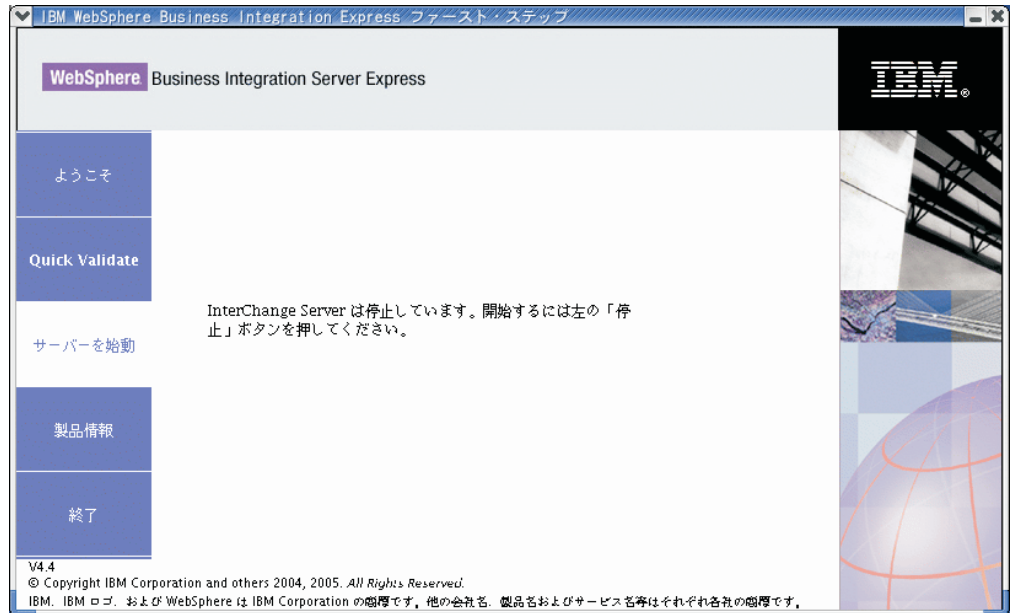 IBM WebSphere Business Integration Express ファースト・ステップ
WebSphere. Business Integration Server Express
IBM®
ようこそ
Quick Validate
サーバーを始動
製品情報
終了
InterChange Server は停止しています。開始するには左の「停
止」ボタンを押してください。
V4.4
© Copyright IBM Corporation and others 2004, 2005. All Rights Reserved.
IBM、IBM ロゴ、および WebSphere は IBM Corporation の商標です。他の会社名、製品名およびサービス名等はそれぞれ各社の商標です。